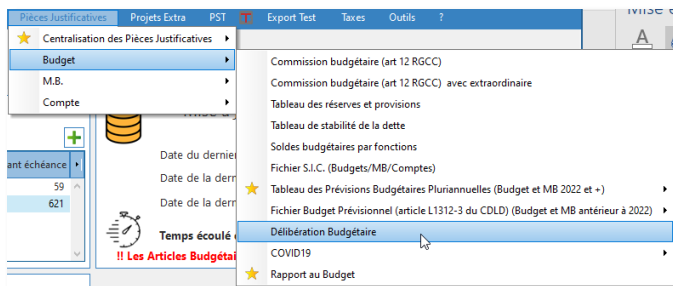 Pièces Justificatives Projets Extra PST T Export Test Taxes Outils ?
Mise
A
Centralisation des Pièces Justificatives
Budget
M.B.
Compte
Commission budgétaire (art 12 RGCC)
Commission budgétaire (art 12 RGCC) avec extraordinaire
Tableau des réserves et provisions
Tableau de stabilité de la dette
Soldes budgétaires par fonctions
Fichier S.I.C. (Budgets/MB/Comptes)
Tableau des Prévisions Budgétaires Pluriannuelles (Budget et MB 2022 et +)
Fichier Budget Prévisionnel (article L1312-3 du CDLD) (Budget et MB antérieur à 2022)
Délibération Budgétaire
COVID19
Rapport au Budget
ant échéance
59
621
Date du dernie
Date de la dern
Date de la dern
Temps écoulé
!! Les Articles Budgétai